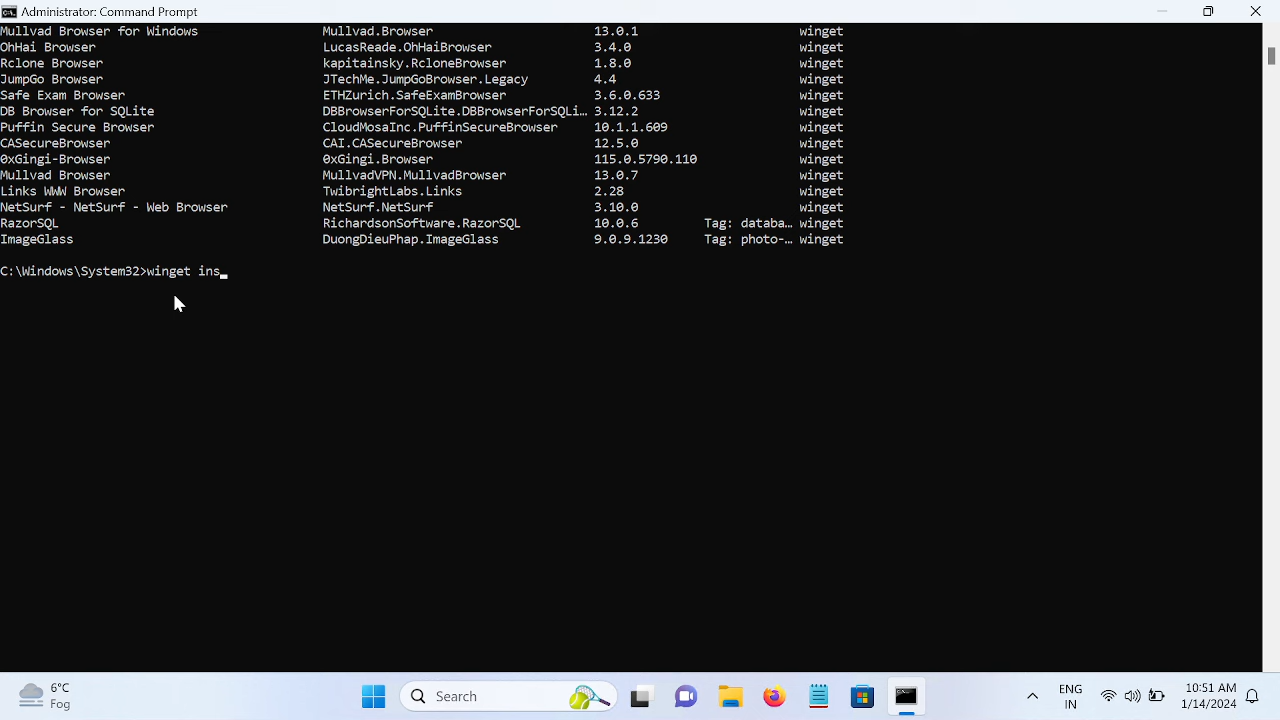 Administrator: Command Prompt
Mullvad Browser for Windows Mullvad.Browser 13.0.1 winget
OhHai Browser LucasReade.OhHaiBrowser 3.4.0 winget
Rclone Browser kapitainsky.RcloneBrowser 1.8.0 winget
JumpGo Browser JTechMe.JumpGoBrowser.Legacy 4.4 winget
Safe Exam Browser ETHZurich.SafeExamBrowser 3.6.0.633 winget
DB Browser for SQLite DBBrowserForSQLite.DBBrowserForSQLi… 3.12.2 winget
Puffin Secure Browser CloudMosaInc.PuffinSecureBrowser 10.1.1.609 winget
CASecureBrowser CAI.CASecureBrowser 12.5.0 winget
0xGingi-Browser 0xGingi.Browser 115.0.5790.110 winget
Mullvad Browser MullvadVPN.MullvadBrowser 13.0.7 winget
Links WWW Browser TwibrightLabs.Links 2.28 winget
NetSurf - NetSurf - Web Browser NetSurf.NetSurf 3.10.0 winget
RazorSQL RichardsonSoftware.RazorSQL 10.0.6 Tag: databa… winget
ImageGlass DuongDieuPhap.ImageGlass 9.0.9.1230 Tag: photo-… winget
C:\Windows\System32>winget ins_
6°C
Fog
Search
ENG
IN
10:51 AM
1/14/2024